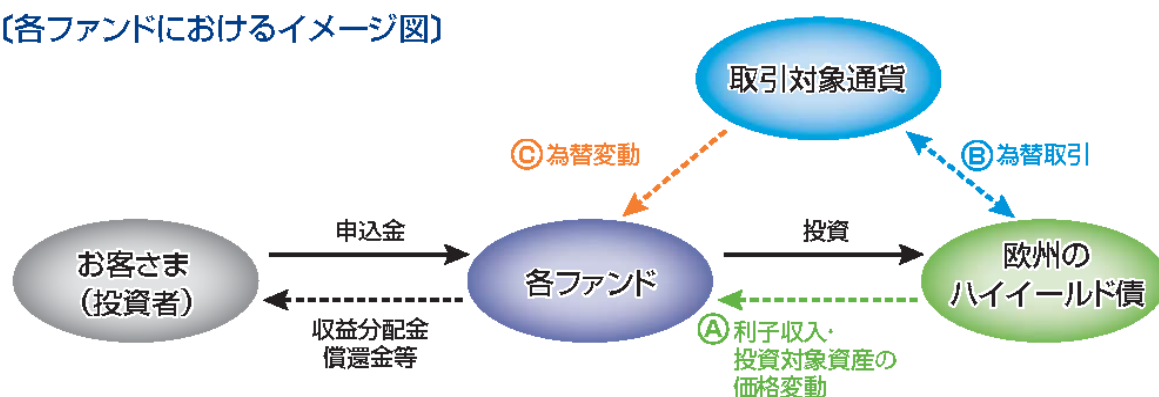 〔各ファンドにおけるイメージ図〕
取引対象通貨
Ⓒ為替変動
Ⓑ為替取引
お客さま
（投資者）
申込金
収益分配金
償還金等
各ファンド
投資
欧州の
ハイイールド債
Ⓐ利子収入・
投資対象資産の
価格変動